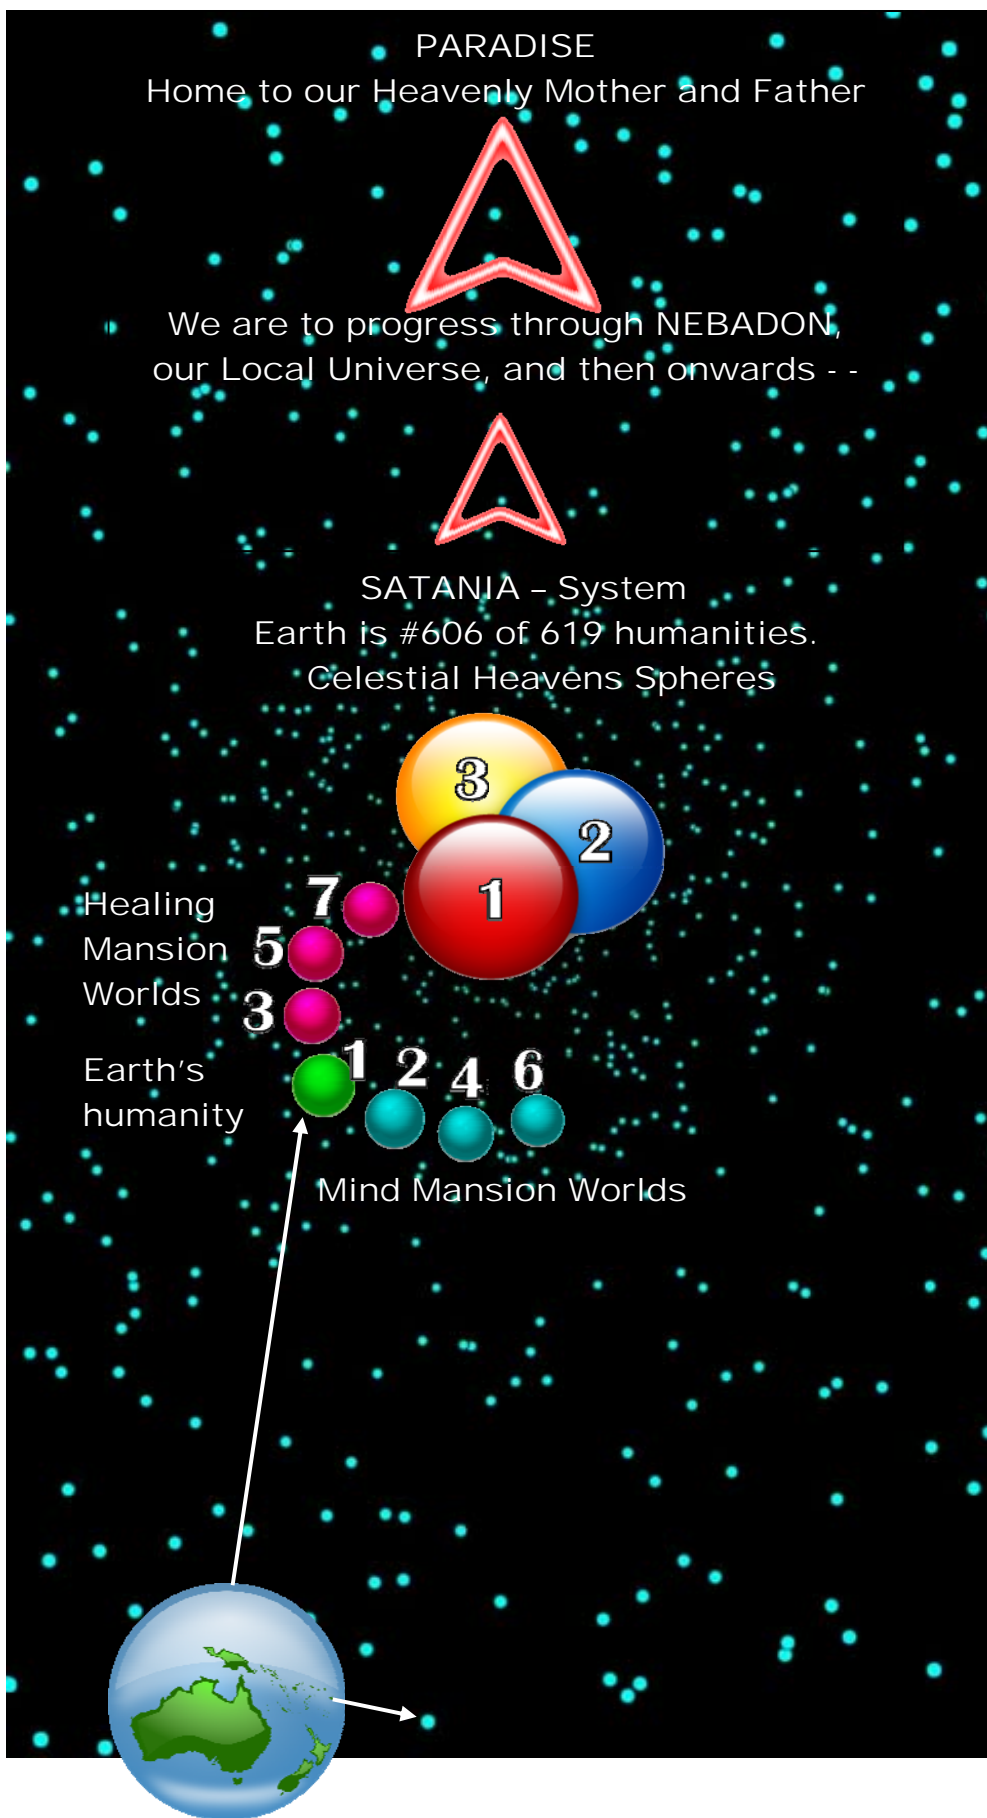 PARADISE
Home to our Heavenly Mother and Father
We are to progress through NEBADON,
our Local Universe, and then onwards - -
SATANIA – System
Earth is #606 of 619 humanities.
Celestial Heavens Spheres
3
2
1
7
Healing
Mansion
Worlds
5
3
Earth's
humanity
1
2
4
6
Mind Mansion Worlds